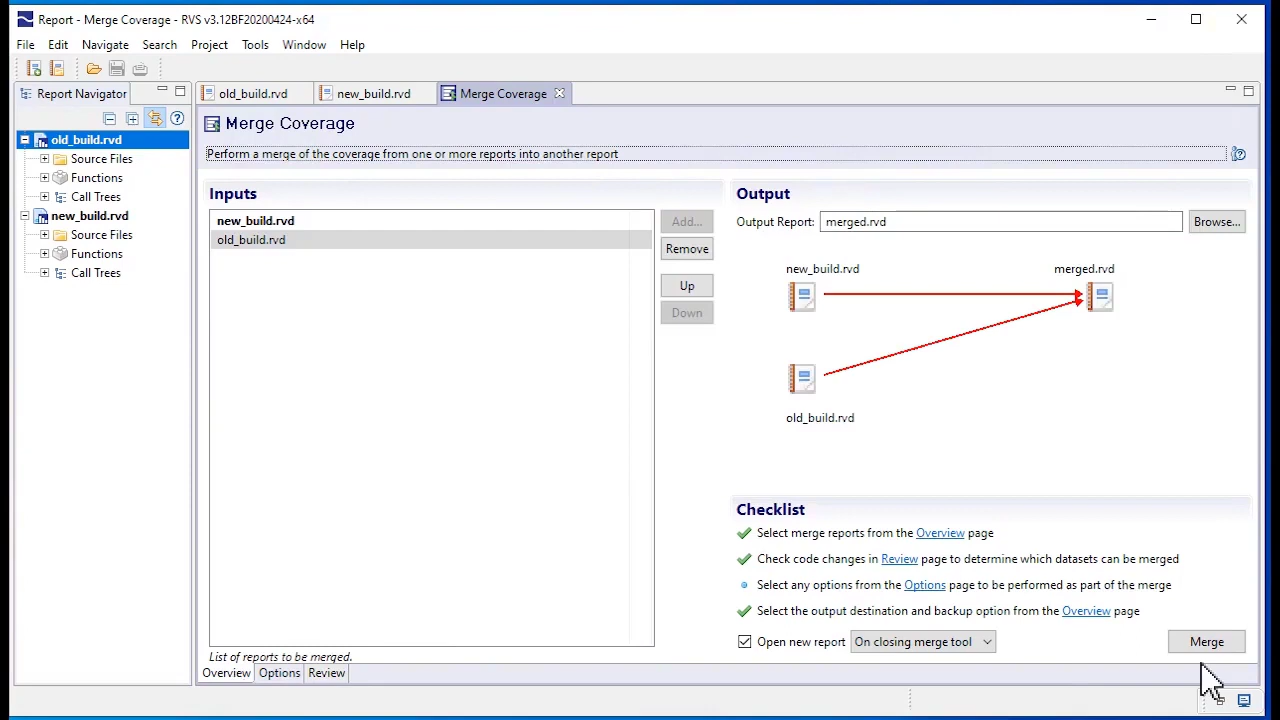 Report - Merge Coverage - RVS v3.12BF20200424-x64
File Edit Navigate Search Project Tools Window Help
Report Navigator
old_build.rvd
new_build.rvd
Merge Coverage
old_build.rvd
Source Files
Functions
Call Trees
new_build.rvd
Source Files
Functions
Call Trees
Merge Coverage
Perform a merge of the coverage from one or more reports into another report
Inputs
new_build.rvd
old_build.rvd
Add...
Remove
Up
Down
List of reports to be merged.
Overview Options Review
Output
Output Report: merged.rvd Browse...
new_build.rvd merged.rvd
old_build.rvd
Checklist
Select merge reports from the Overview page
Check code changes in Review page to determine which datasets can be merged
Select any options from the Options page to be performed as part of the merge
Select the output destination and backup option from the Overview page
Open new report On closing merge tool Merge